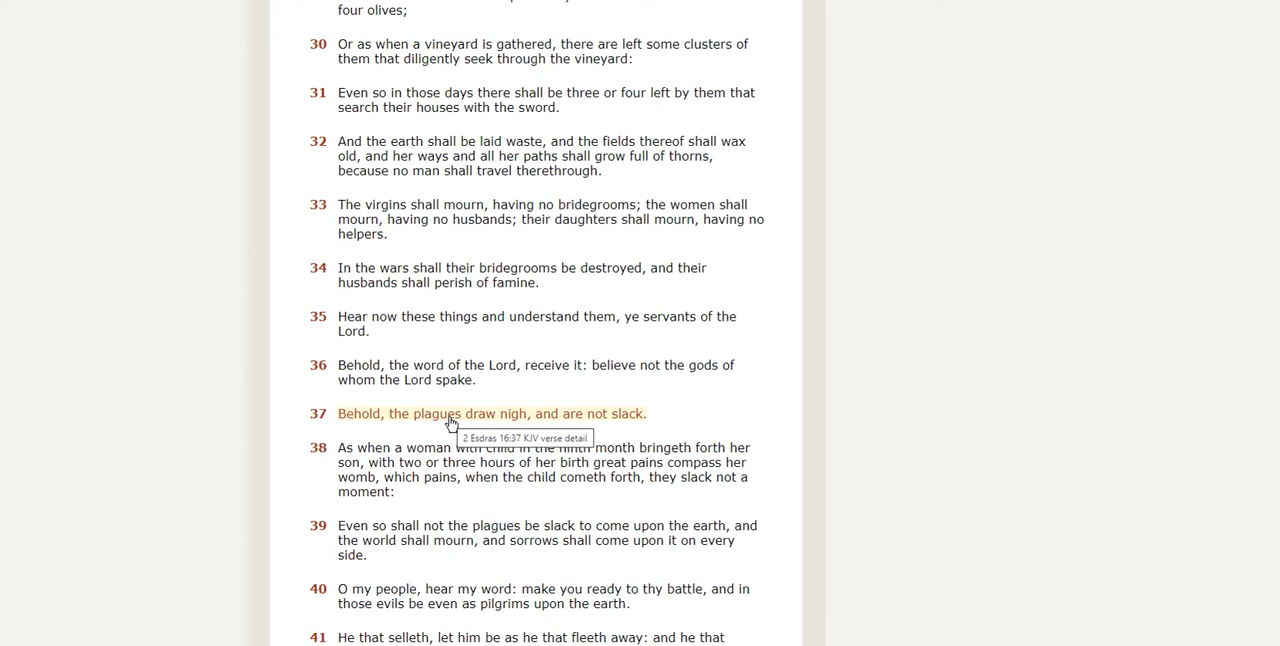 four olives;
30 Or as when a vineyard is gathered, there are left some clusters of
them that diligently seek through the vineyard:
31 Even so in those days there shall be three or four left by them that
search their houses with the sword.
32 And the earth shall be laid waste, and the fields thereof shall wax
old, and her ways and all her paths shall grow full of thorns,
because no man shall travel therethrough.
33 The virgins shall mourn, having no bridegrooms; the women shall
mourn, having no husbands; their daughters shall mourn, having no
helpers.
34 In the wars shall their bridegrooms be destroyed, and their
husbands shall perish of famine.
35 Hear now these things and understand them, ye servants of the
Lord.
36 Behold, the word of the Lord, receive it: believe not the gods of
whom the Lord spake.
37 Behold, the plagues draw nigh, and are not slack.
2 Esdras 16:37 KJV verse detail
38 As when a woman with child in the ninth month bringeth forth her
son, with two or three hours of her birth great pains compass her
womb, which pains, when the child cometh forth, they slack not a
moment:
39 Even so shall not the plagues be slack to come upon the earth, and
the world shall mourn, and sorrows shall come upon it on every
side.
40 O my people, hear my word: make you ready to thy battle, and in
those evils be even as pilgrims upon the earth.
41 He that selleth, let him be as he that fleeth away: and he that